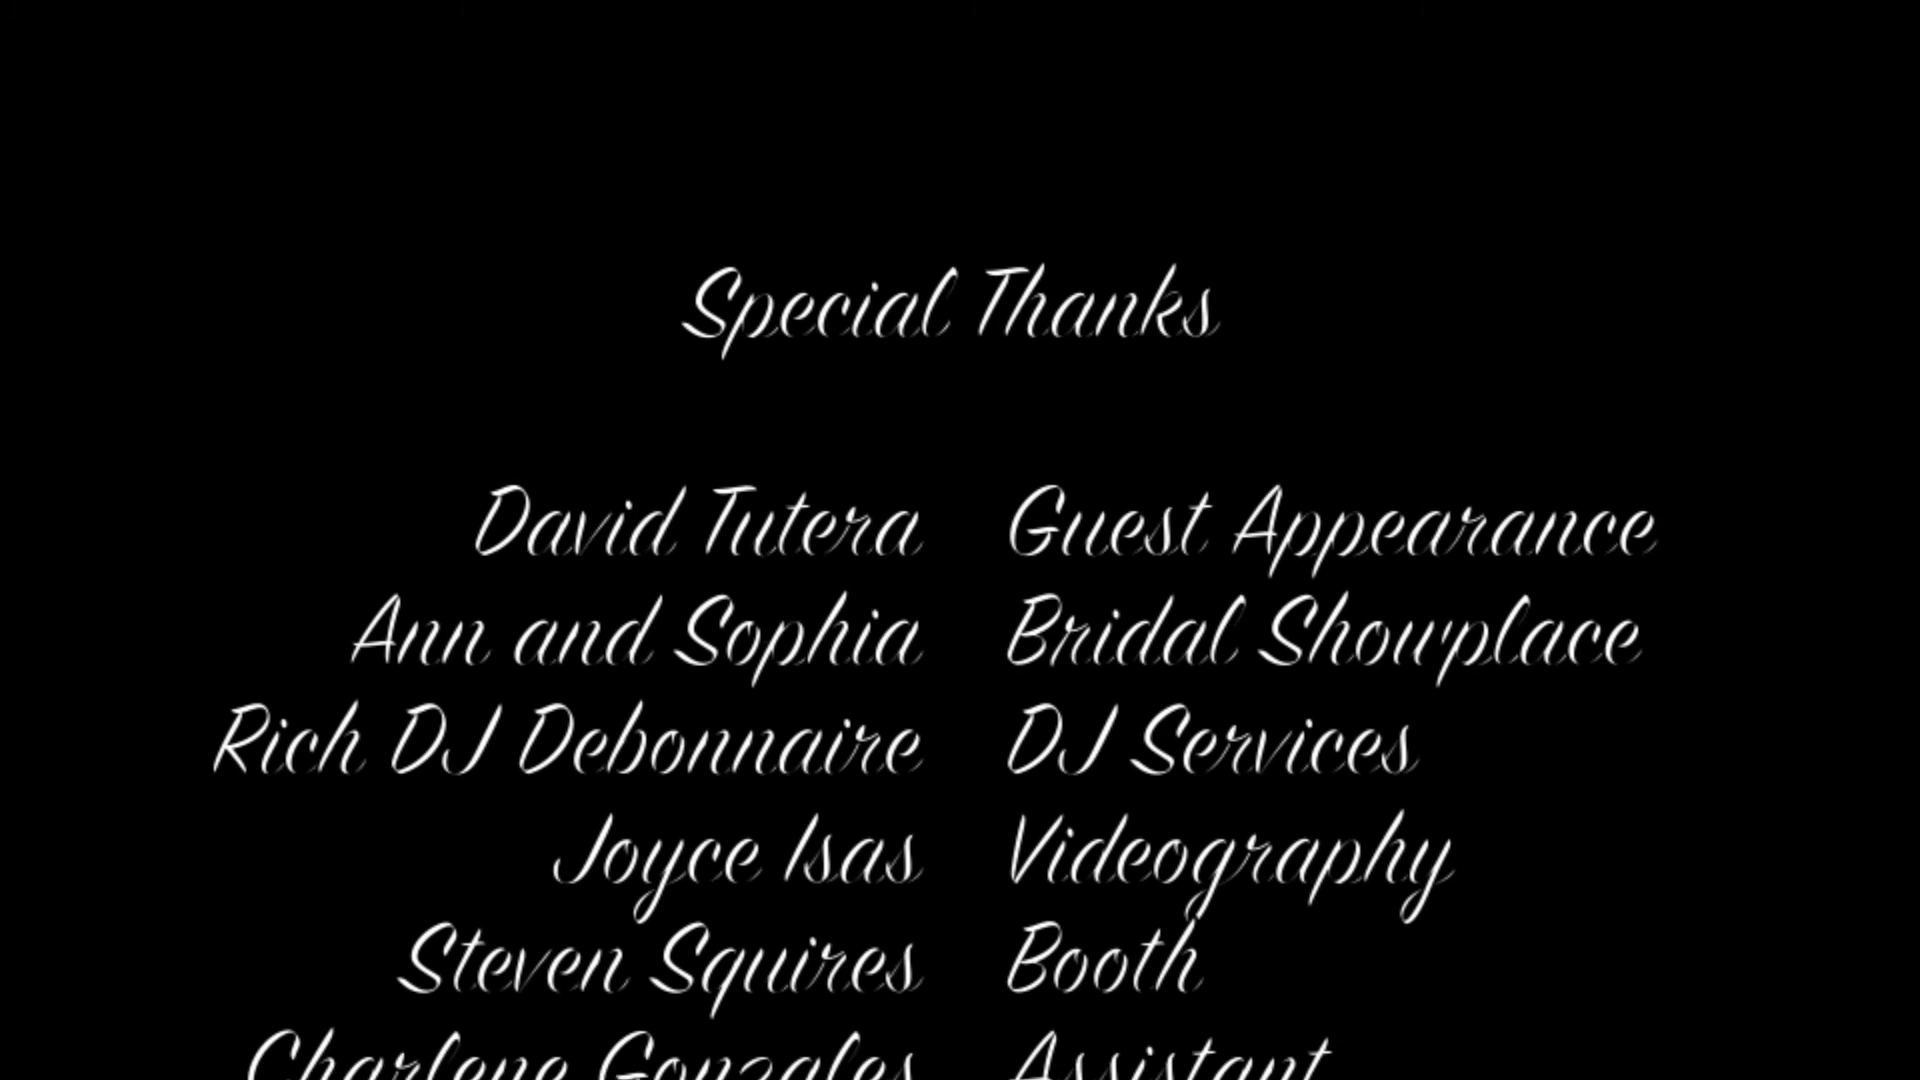 Special Thanks
David Tutera Guest Appearance
Ann and Sophia Bridal Showplace
Rich DJ Debonnaire DJ Services
Joyce Isas Videography
Steven Squires Booth
Charlene Gonzales Assistant